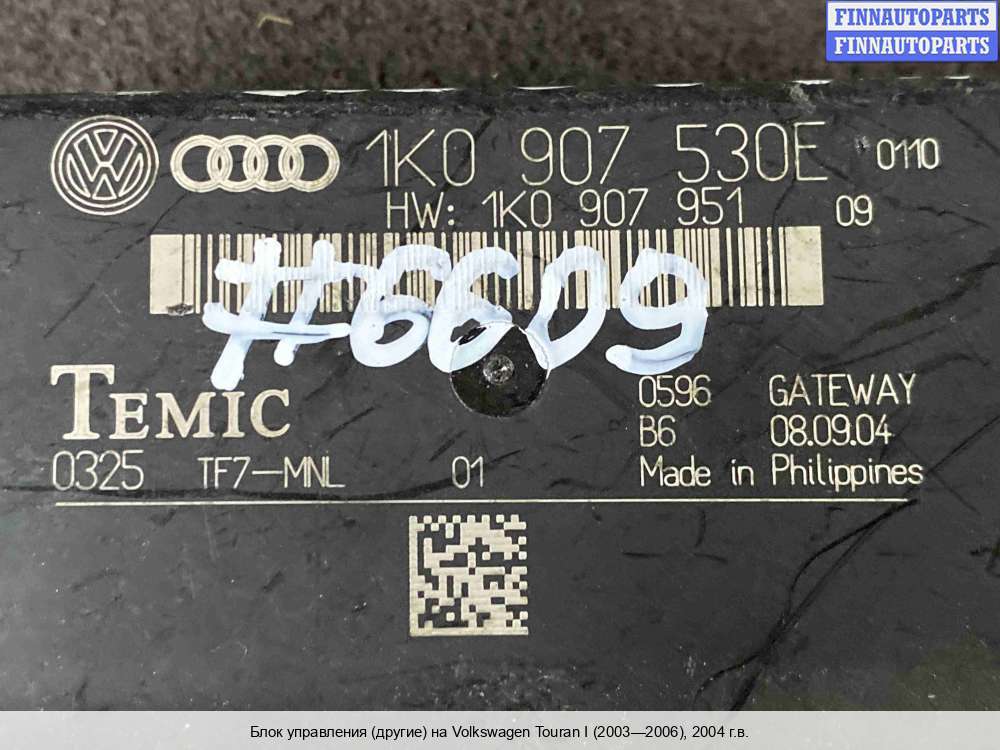 FINNAUTOPARTS
FINNAUTOPARTS
1K0 907 530E 0110
HW: 1K0 907 951 09
#6609
TEMIC
0596 GATEWAY
B6 08.09.04
0325 TF7-MNL 01 Made in Philippines
Блок управления (другие) на Volkswagen Touran I (2003—2006), 2004 г.в.